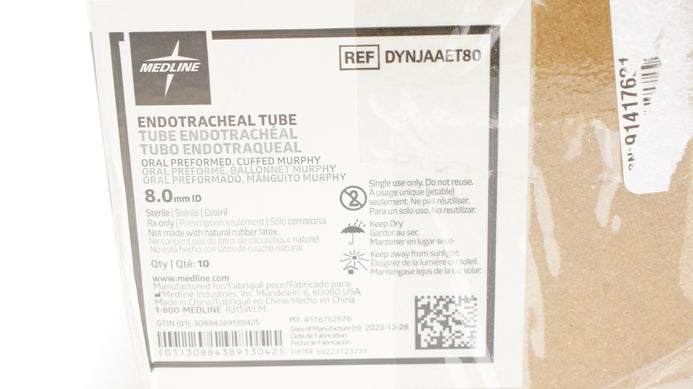 MEDLINE
REF DYNJAAET80
ENDOTRACHEAL TUBE
TUBE ENDOTRACHÉAL
TUBO ENDOTRAQUEAL
ORAL PREFORMED, CUFFED MURPHY
ORAL PRÉFORMÉ, BALLONNET MURPHY
ORAL PREFORMADO, MANGUITO MURPHY
8.0mm ID
Sterile | Stérile | Estéril
Rx only | Prescription seulement | Sólo con receta
Not made with natural rubber latex.
Ne contient pas de latex de caoutchouc naturel
No está hecho con látex de caucho natural.
Qty | Qté: 10
www.medline.com
Manufactured for/Fabriqué pour/Fabricado para:
Medline Industries, Inc. Mundelein, IL 60060 USA
Made in China/Fabriqué en Chine/Hecho en China
1-800-MEDLINE RJ15WLM
GTIN (01): 30884389130425
(01)30884389130425
Single use only. Do not reuse.
À usage unique (jetable)
seulement. Ne pas réutiliser.
Para un solo uso. No reutilizar.
Keep Dry
Garder au sec
Mantener en lugar seco
Keep away from sunlight.
Éloignez de la lumière du soleil.
Mantengase lejos de la luz solar.
PO: 4516762576
Date of Manufacture (11): 2023-12-26
Date de Fabrication
Fecha de Fabricación
59223123231
SN:91417631